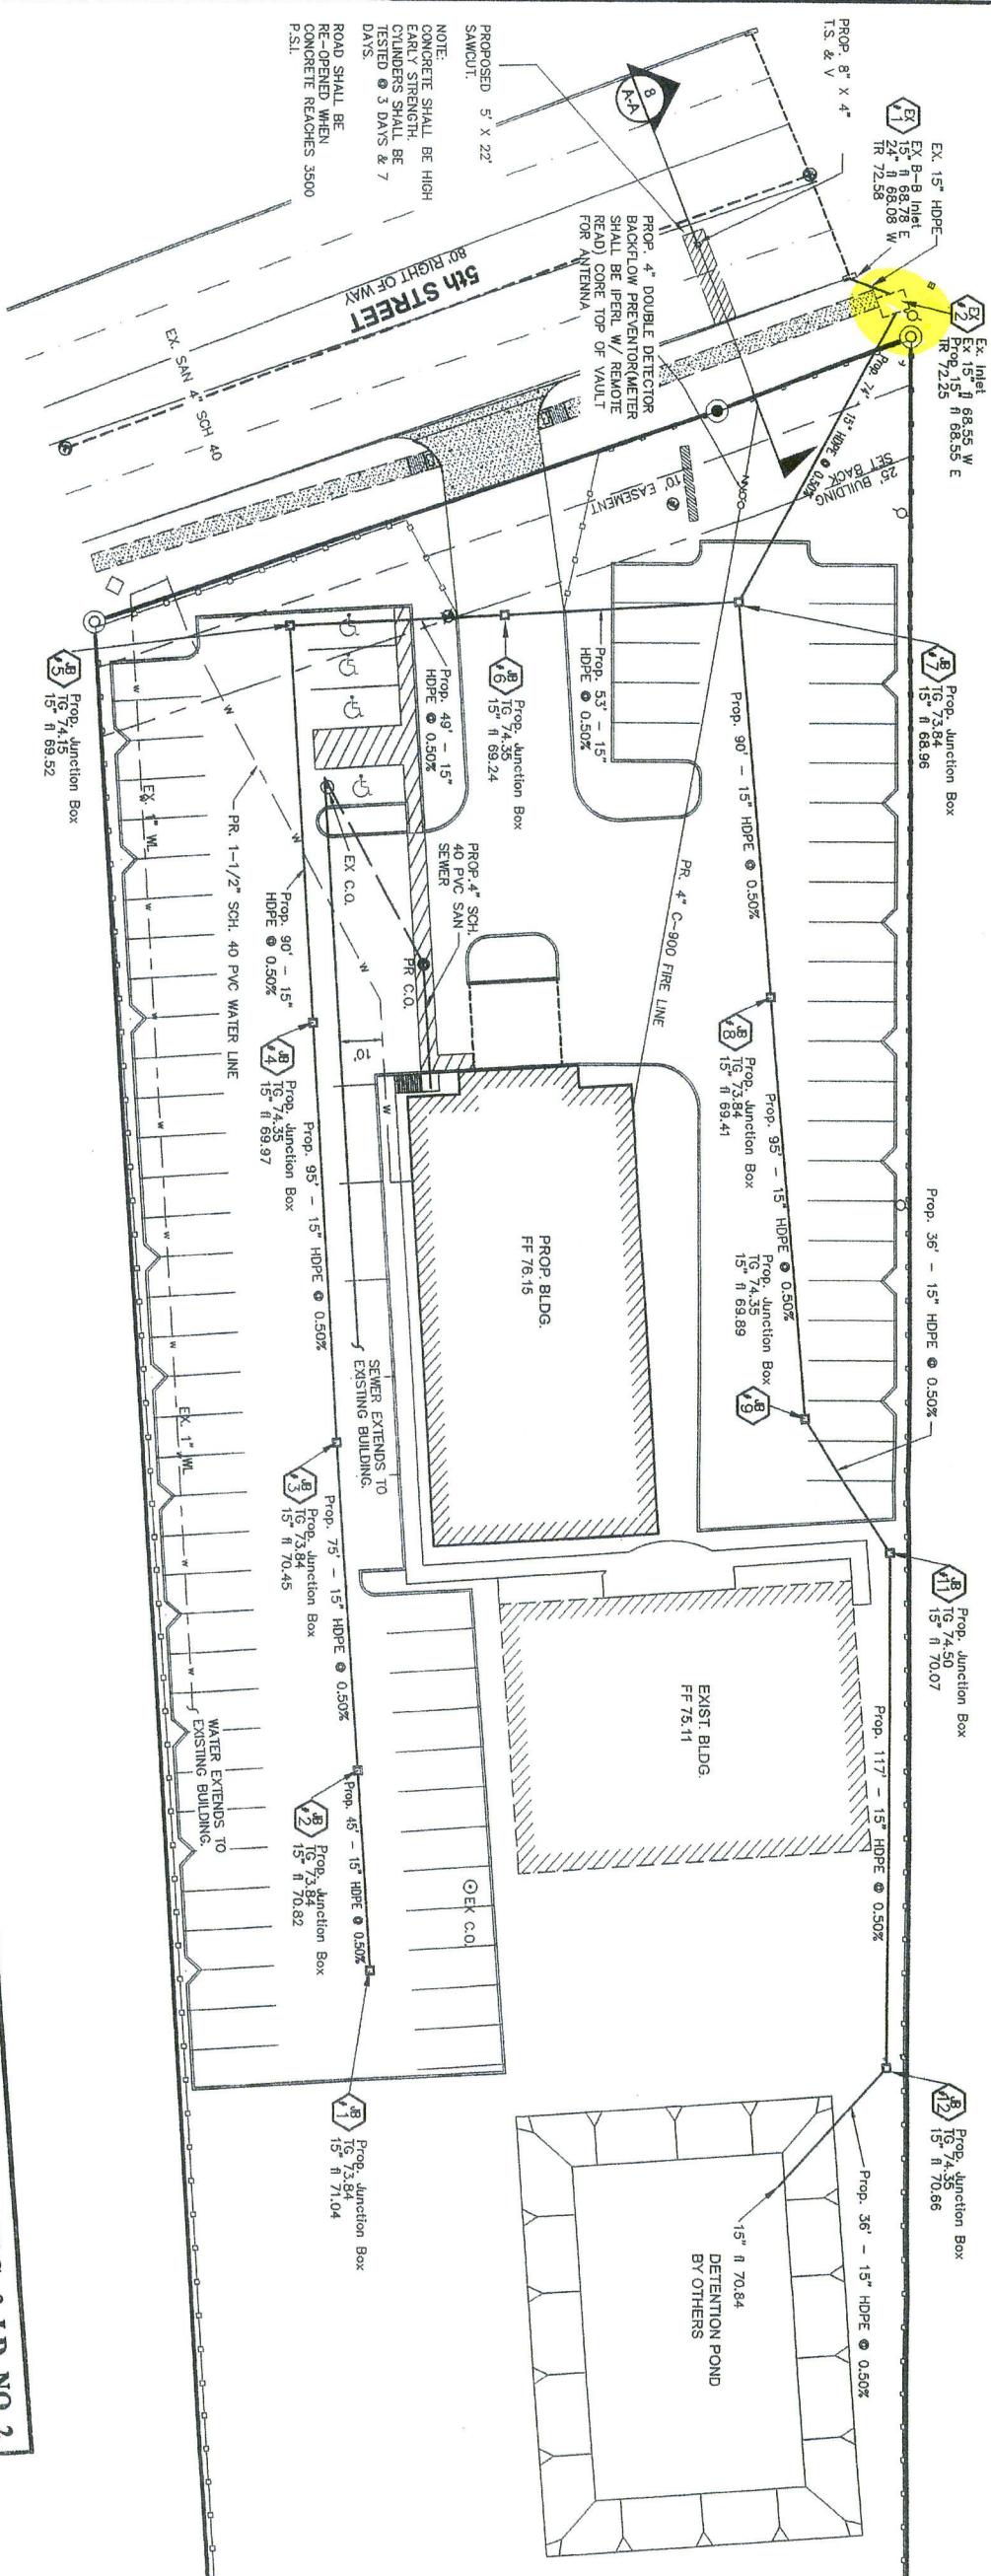 PROP. 8" X 4"
T.S. & V
EX. 15" HDPE
EX #1
EX B-B Inlet
15" fl 68.78 E
24" fl 68.08 W
TR 72.58
EX #2
Ex. Inlet
Ex 15" fl 68.55 W
Prop. 15" fl 68.55 E
TR 72.25
PROPOSED 5' X 22'
SAWCUT.
8
A-A
NOTE:
CONCRETE SHALL BE HIGH
EARLY STRENGTH.
CYLINDERS SHALL BE
TESTED @ 3 DAYS & 7
DAYS.
ROAD SHALL BE
RE-OPENED WHEN
CONCRETE REACHES 3500
P.S.I.
PROP. 4" DOUBLE DETECTOR
BACKFLOW PREVENTOR(METER
SHALL BE IPERL W/ REMOTE
READ) CORE TOP OF VAULT
FOR ANTENNA
5th STREET
80' RIGHT OF WAY
EX. SAN 4" SCH 40
Prop. 74' - 15" HDPE @ 0.50%
25' BUILDING
SET BACK
10' EASEMENT
JB #7
Prop. Junction Box
TG 73.84
15" fl 68.96
Prop. 53' - 15"
HDPE @ 0.50%
JB #6
Prop. Junction Box
TG 74.35
15" fl 69.24
Prop. 49' - 15"
HDPE @ 0.50%
JB #5
Prop. Junction Box
TG 74.15
15" fl 69.52
Prop. 90' - 15" HDPE @ 0.50%
PR. 4" C-900 FIRE LINE
PROP.4" SCH.
40 PVC SAN
SEWER
EX C.O.
PR C.O.
W
W
W
W
W
10'
EX. 1" WL
PR. 1-1/2" SCH. 40 PVC WATER LINE
Prop. 90' - 15"
HDPE @ 0.50%
JB #4
Prop. Junction Box
TG 74.35
15" fl 69.97
JB #8
Prop. Junction Box
TG 73.84
15" fl 69.41
Prop. 95' - 15" HDPE @ 0.50%
Prop. 36' - 15" HDPE @ 0.50%
JB #9
Prop. Junction Box
TG 74.35
15" fl 69.89
PROP. BLDG.
FF 76.15
Prop. 95' - 15" HDPE @ 0.50%
SEWER EXTENDS TO
EXISTING BUILDING.
EX. 1" WL
JB #3
Prop. Junction Box
TG 73.84
15" fl 70.45
JB #11
Prop. Junction Box
TG 74.50
15" fl 70.07
EXIST. BLDG.
FF 75.11
Prop. 75' - 15" HDPE @ 0.50%
WATER EXTENDS TO
EXISTING BUILDING.
JB #2
Prop. Junction Box
TG 73.84
15" fl 70.82
Prop. 117' - 15" HDPE @ 0.50%
Prop. 45' - 15" HDPE @ 0.50%
EX C.O.
JB #1
Prop. Junction Box
TG 73.84
15" fl 71.04
JB #12
Prop. Junction Box
TG 74.35
15" fl 70.66
Prop. 36' - 15" HDPE @ 0.50%
15" fl 70.84
DETENTION POND
BY OTHERS
& I.D. NO. 2